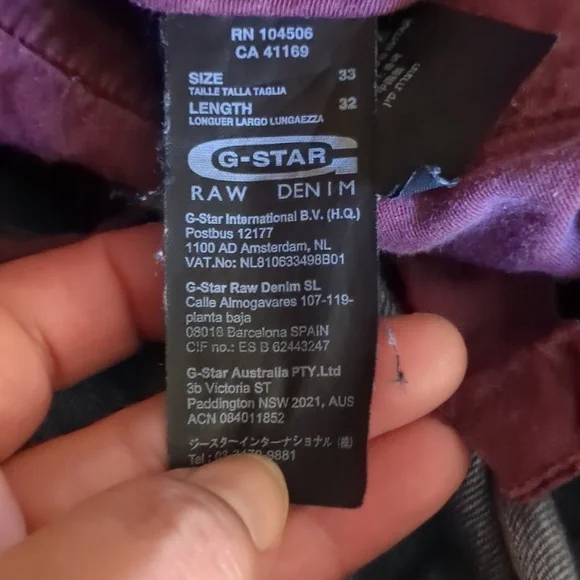 RN 104506
CA 41169
SIZE 33
TAILLE TALLA TAGLIA
LENGTH 32
LONGUER LARGO LUNGAEZZA
G-STAR
RAW DENIM
G-Star International B.V. (H.Q.)
Postbus 12177
1100 AD Amsterdam, NL
VAT.No: NL810633498B01
G-Star Raw Denim SL
Calle Almogavares 107-119-
planta baja
08018 Barcelona SPAIN
CIF no.: ES B 62443247
G-Star Australia PTY.Ltd
3b Victoria ST
Paddington NSW 2021, AUS
ACN 084011852
ジースターインターナショナル (株)
Tel: 9881